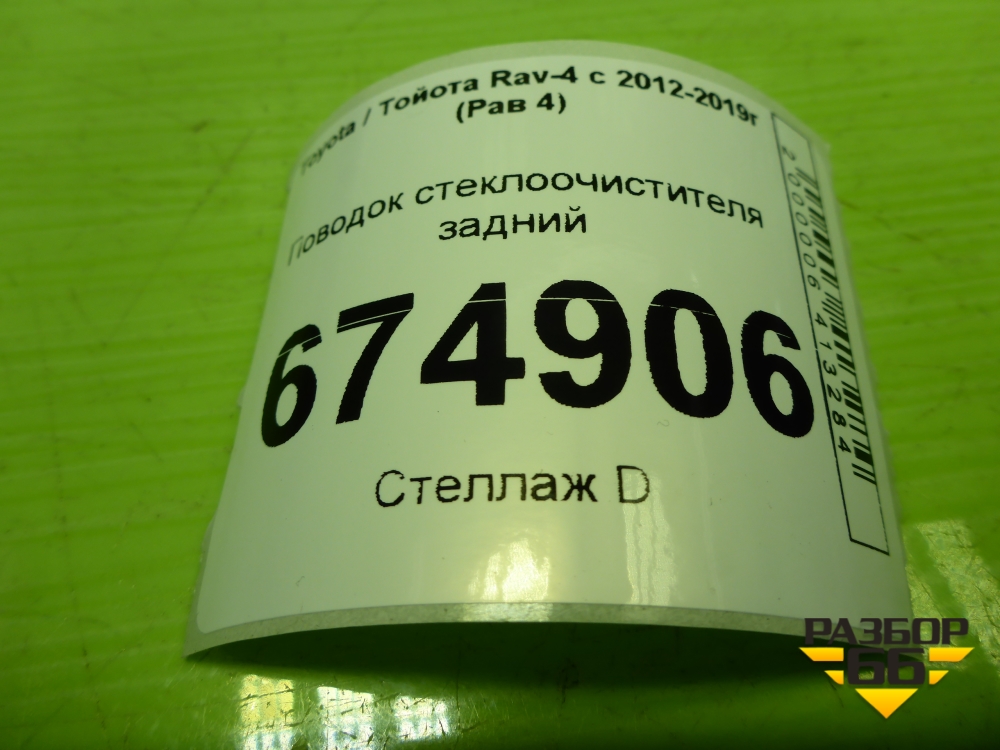 Toyota / Тойота Rav-4 с 2012-2019г
(Рав 4)
Поводок стеклоочистителя
задний
674906
Стеллаж D
2000006413284
РАЗБОР
66